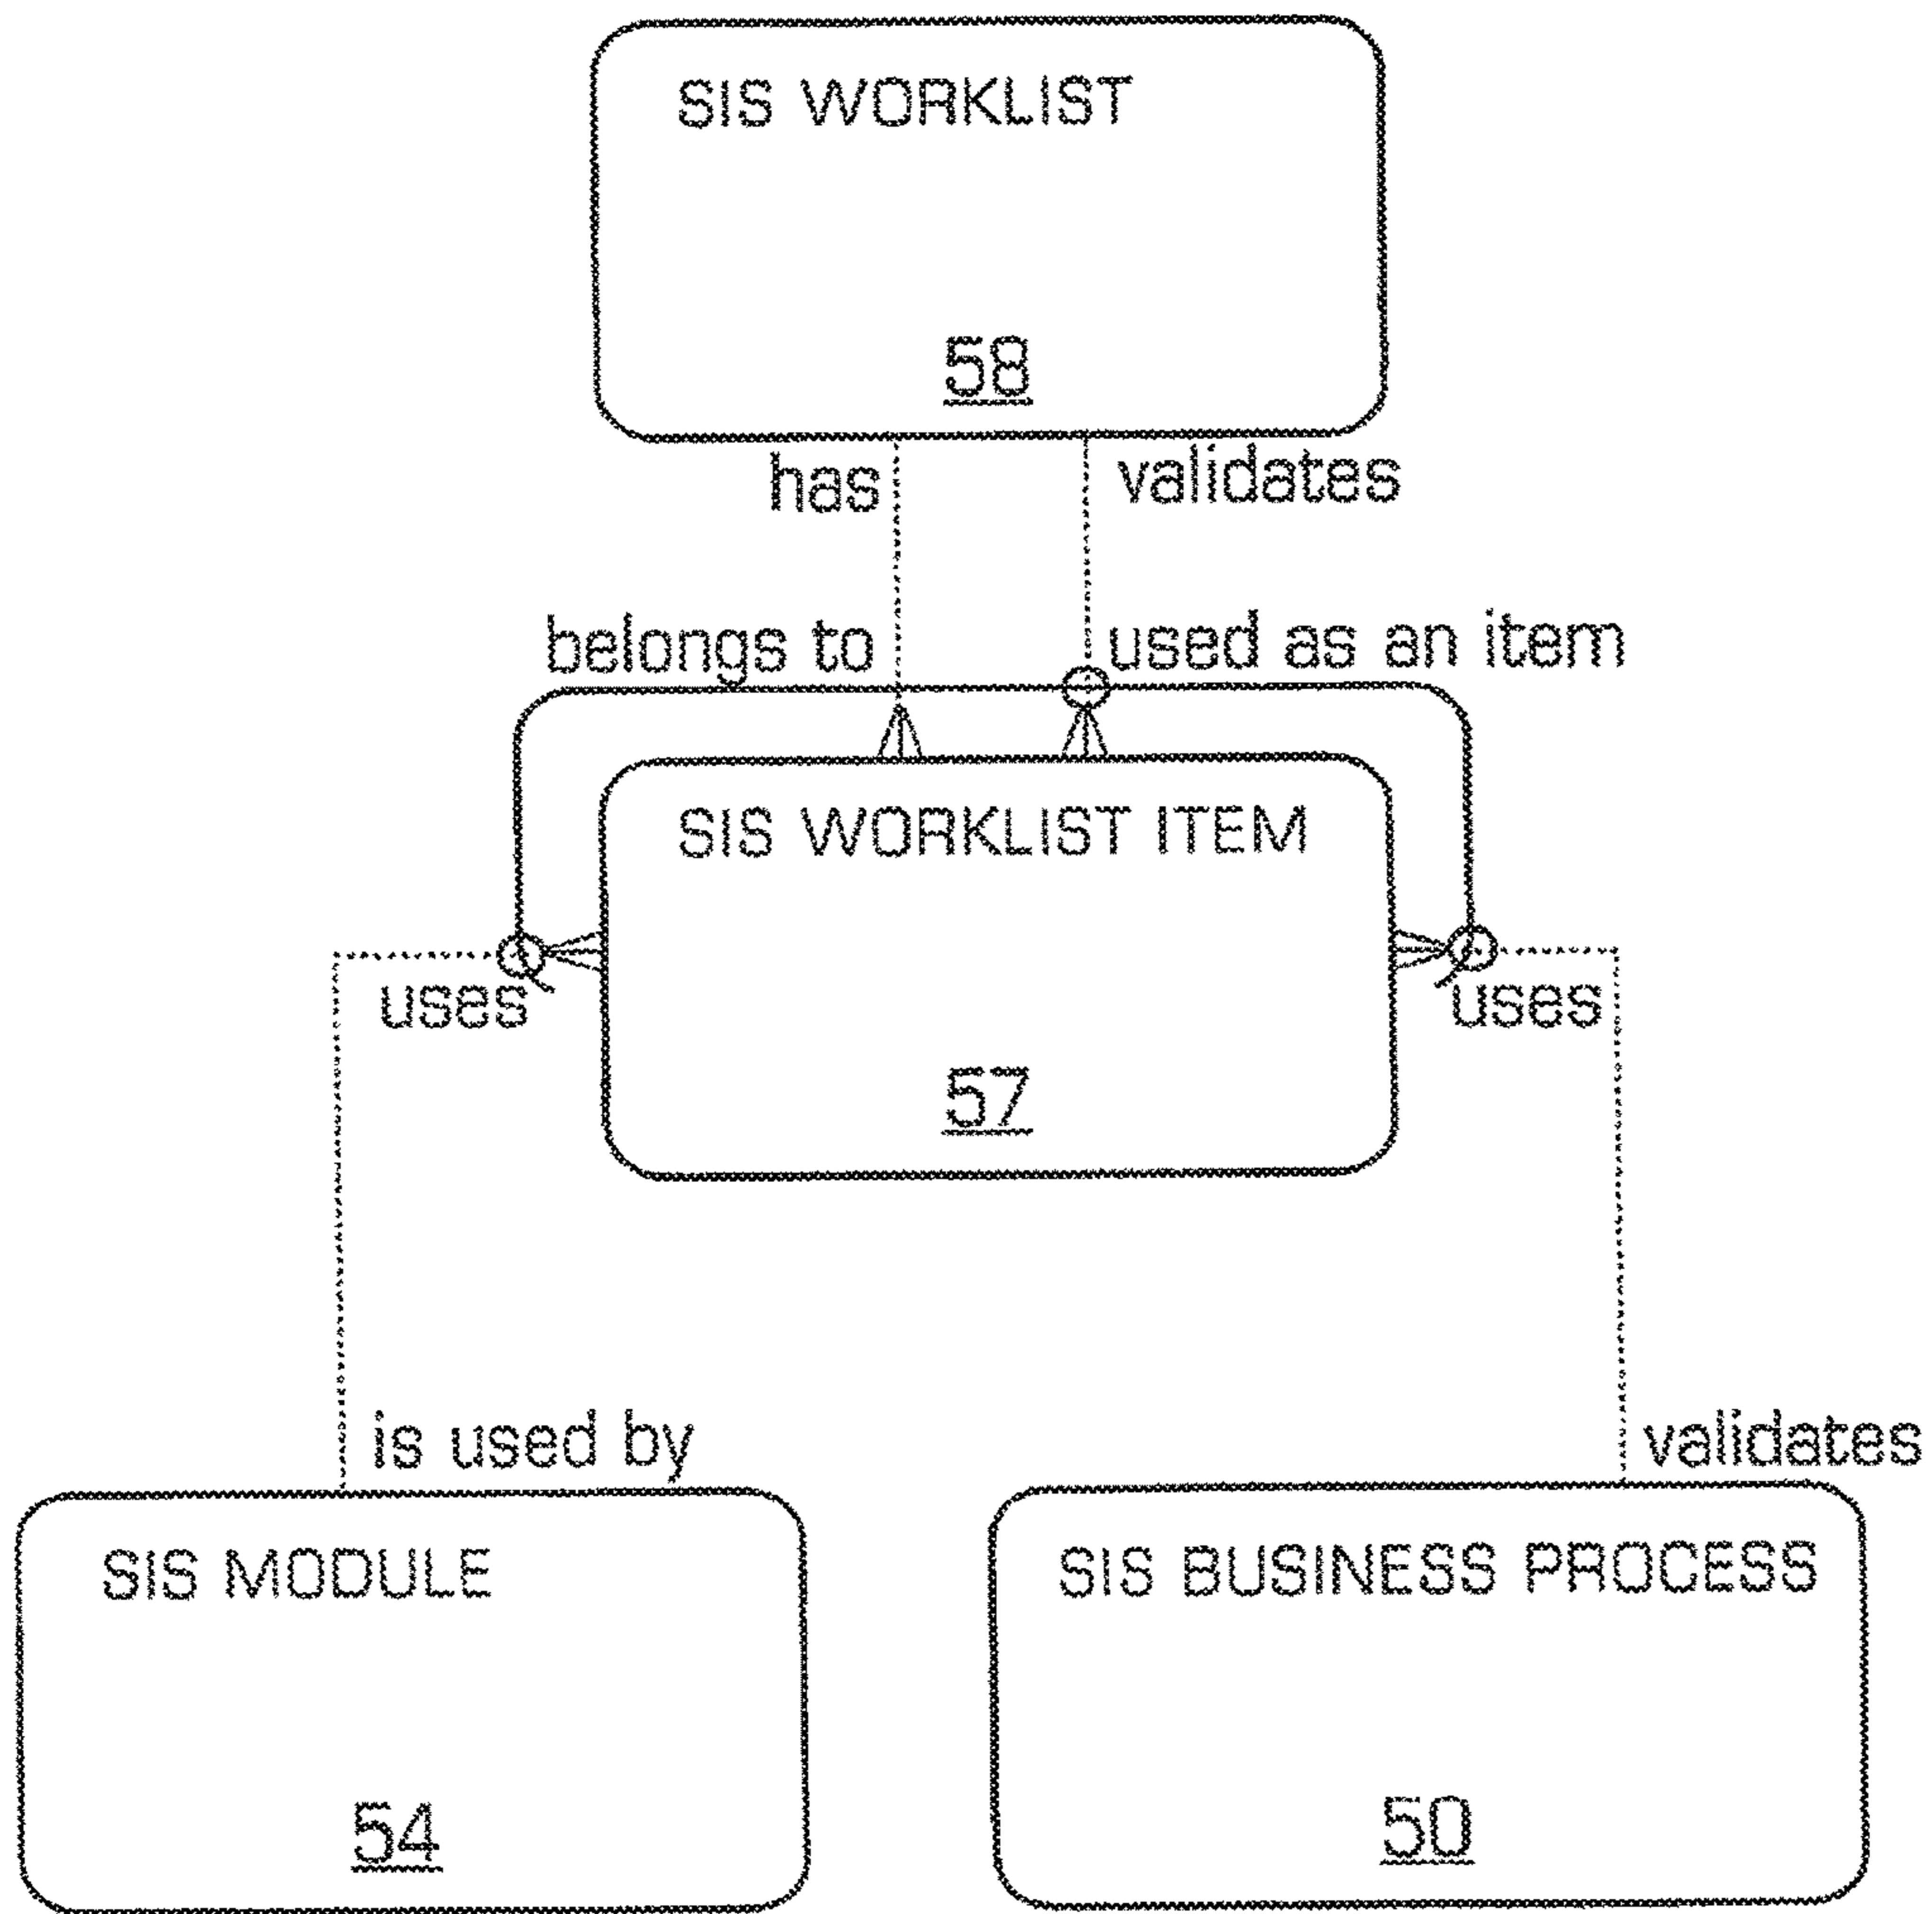 SIS WORKLIST
58
has
validates
belongs to
used as an item
SIS WORKLIST ITEM
57
uses
uses
is used by
validates
SIS MODULE
54
SIS BUSINESS PROCESS
50